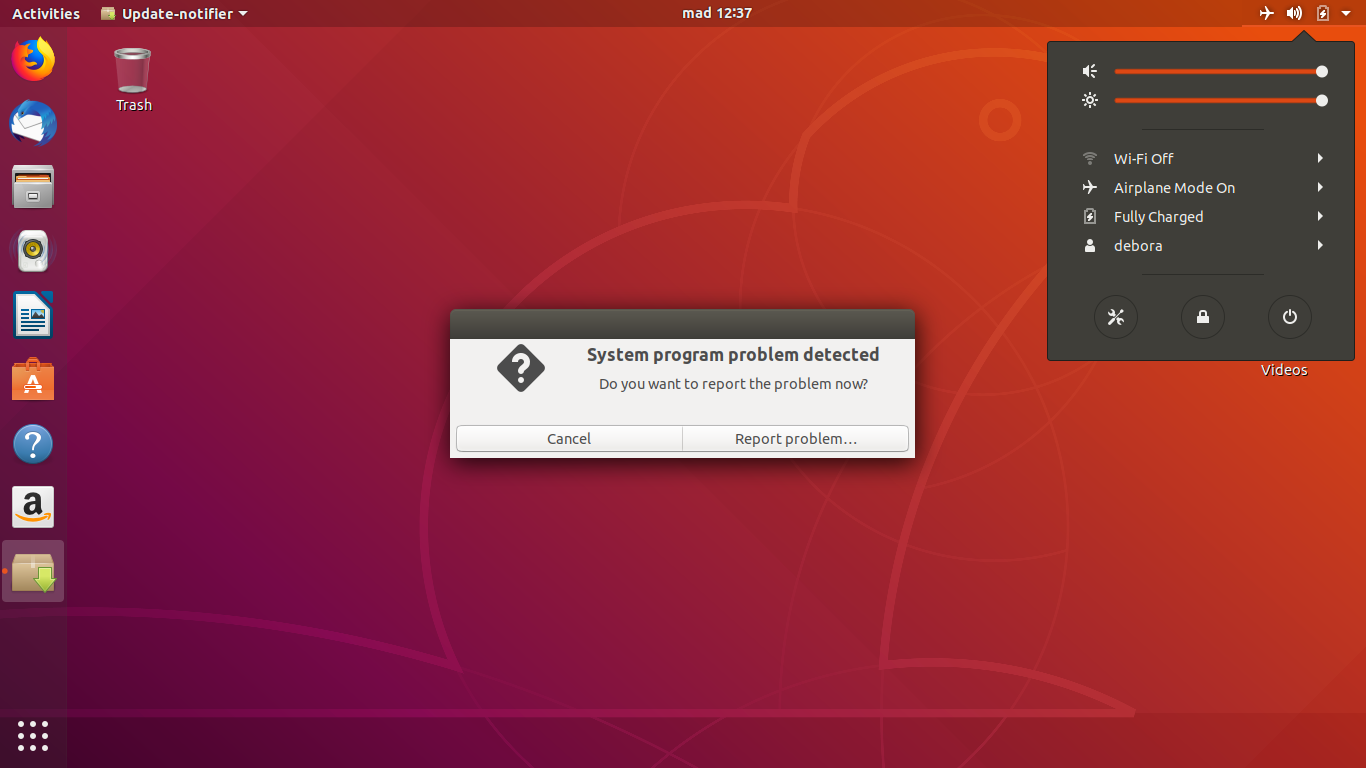 Activities
Update-notifier
mad 12:37
Trash
Wi-Fi Off
Airplane Mode On
Fully Charged
debora
Videos
System program problem detected
Do you want to report the problem now?
Cancel
Report problem…